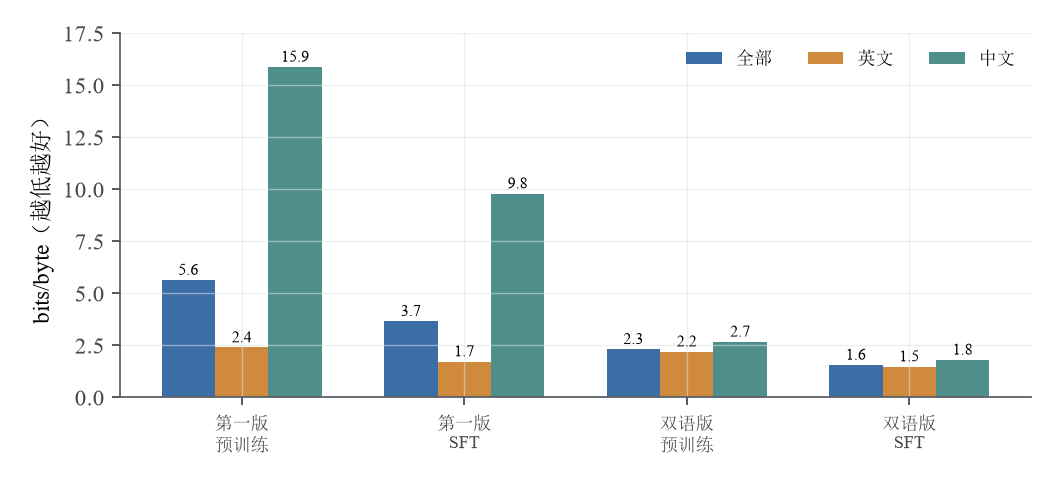 17.5
15.0
12.5
10.0
7.5
5.0
2.5
0.0
bits/byte（越低越好）
全部 英文 中文
5.6 2.4 15.9
3.7 1.7 9.8
2.3 2.2 2.7
1.6 1.5 1.8
第一版
预训练
第一版
SFT
双语版
预训练
双语版
SFT